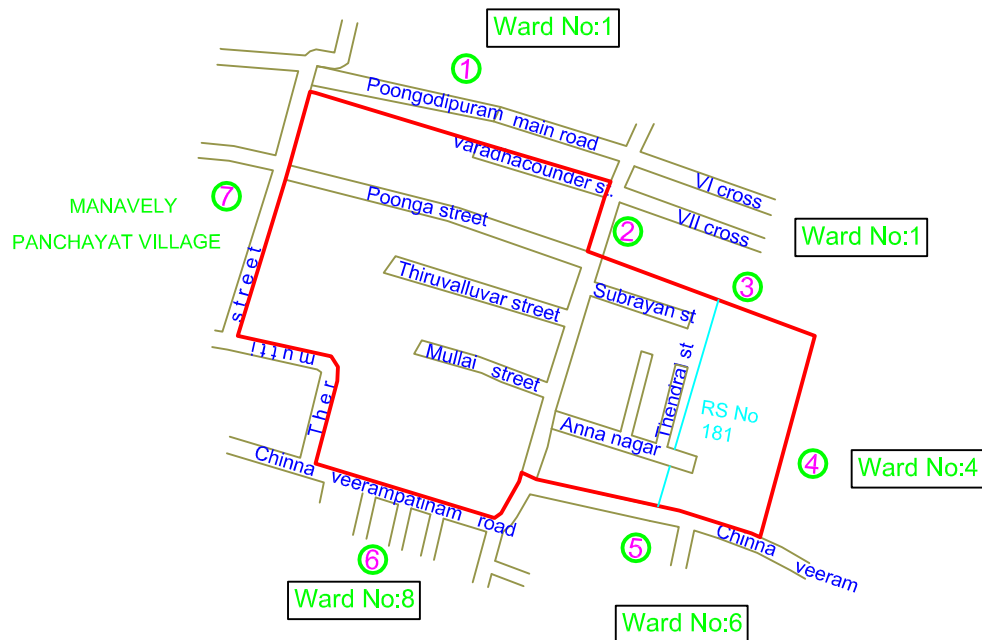 Ward No:1
1
Poongodipuram main road
varadhacounder s..
VI cross
VII cross
7
MANAVELY
PANCHAYAT VILLAGE
Poonga street
2
Ward No:1
3
Subrayan st
Thiruvalluvar street
street
mutti
Ther
Mullai street
Thendral st
RS No
181
Anna nagar
4
Ward No:4
Chinna veerampatinam road
Chinna veeram
5
6
Ward No:8
Ward No:6